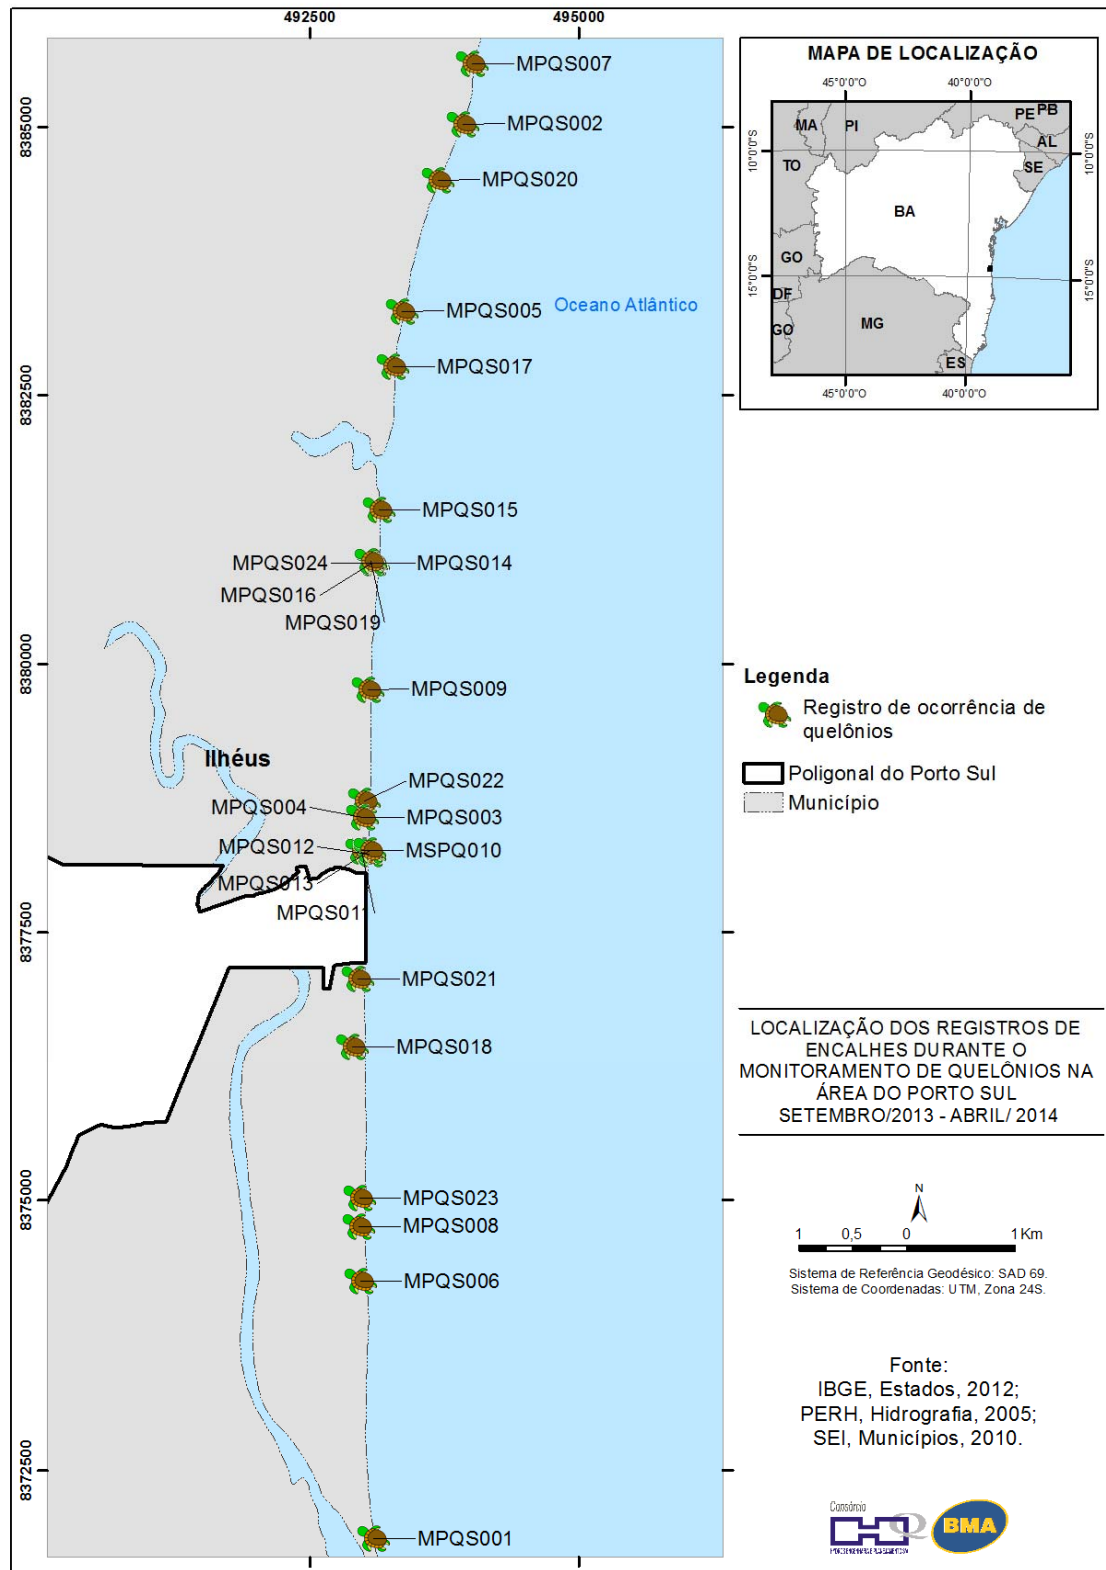 492500
495000
8385000
8382500
8380000
8377500
8375000
8372500
MPQS007
MPQS002
MPQS020
MPQS005
Oceano Atlântico
MPQS017
MPQS015
MPQS024
MPQS014
MPQS016
MPQS019
MPQS009
Ilhéus
MPQS022
MPQS004
MPQS003
MPQS012
MSPQ010
MPQS013
MPQS011
MPQS021
MPQS018
MPQS023
MPQS008
MPQS006
MPQS001
MAPA DE LOCALIZAÇÃO
45°0'0"O
40°0'0"O
10°0'0"S
10°0'0"S
15°0'0"S
15°0'0"S
MA
PI
PE
PB
AL
SE
TO
BA
GO
DF
GO
MG
ES
45°0'0"O
40°0'0"O
Legenda
Registro de ocorrência de
quelônios
Poligonal do Porto Sul
Município
LOCALIZAÇÃO DOS REGISTROS DE
ENCALHES DURANTE O
MONITORAMENTO DE QUELÔNIOS NA
ÁREA DO PORTO SUL
SETEMBRO/2013 - ABRIL/ 2014
N
1 0,5 0 1 Km
Sistema de Referência Geodésico: SAD 69.
Sistema de Coordenadas: UTM, Zona 24S.
Fonte:
IBGE, Estados, 2012;
PERH, Hidrografia, 2005;
SEI, Municípios, 2010.
Consórcio
BMA